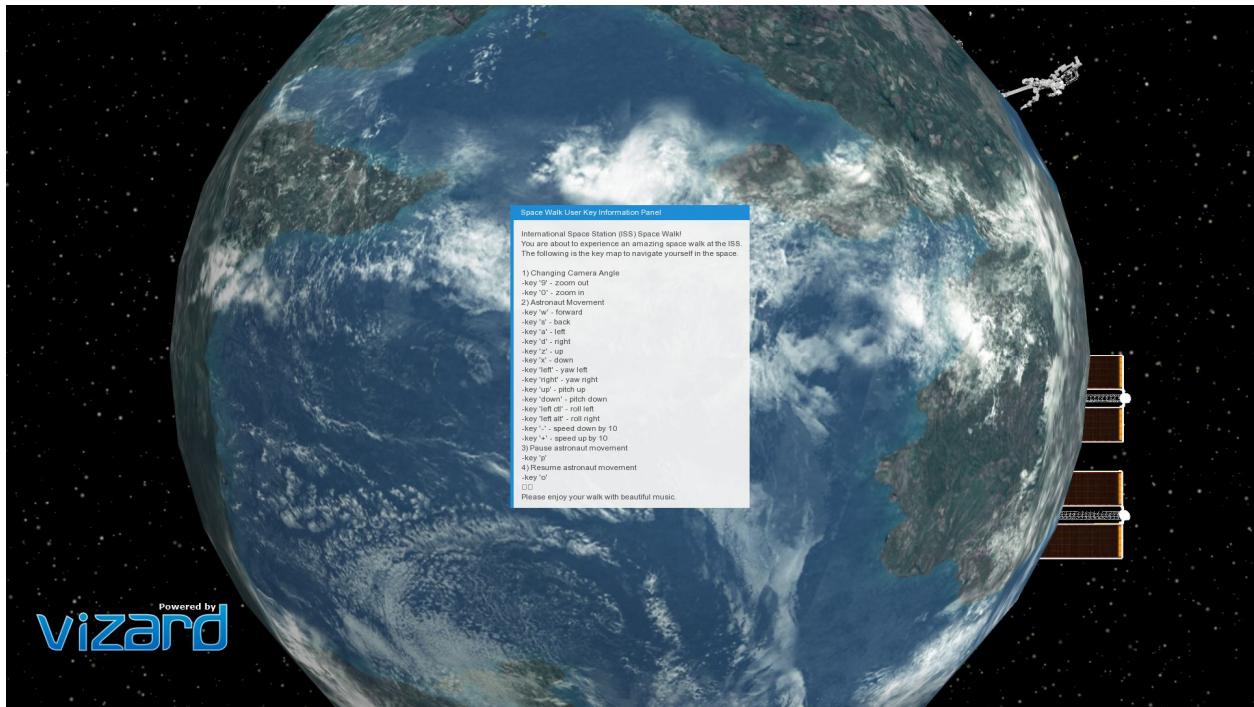 Space Walk User Key Information Panel
International Space Station (ISS) Space Walk!
You are about to experience an amazing space walk at the ISS.
The following is the key map to navigate yourself in the space.
1) Changing Camera Angle
-key '9' - zoom out
-key '0' - zoom in
2) Astronaut Movement
-key 'w' - forward
-key 's' - back
-key 'a' - left
-key 'd' - right
-key 'z' - up
-key 'x' - down
-key 'left' - yaw left
-key 'right' - yaw right
-key 'up' - pitch up
-key 'down' - pitch down
-key 'left ctl' - roll left
-key 'left alt' - roll right
-key '-' - speed down by 10
-key '+' - speed up by 10
3) Pause astronaut movement
-key 'p'
4) Resume astronaut movement
-key 'o'
□□
Please enjoy your walk with beautiful music.
Powered by
vizard